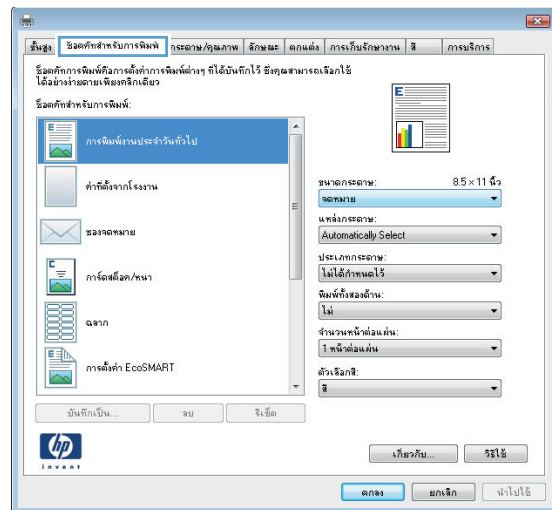 ขั้นสูง ช็อตคัทสำหรับการพิมพ์ กระดาษ/คุณภาพ ลักษณะ ตกแต่ง การเก็บรักษางาน สี การบริการ
ช็อตคัทการพิมพ์คือการตั้งค่าการพิมพ์ต่างๆ ที่ได้บันทึกไว้ ซึ่งคุณสามารถเลือกใช้
ได้อย่างง่ายดายเพียงคลิกเดียว
ช็อตคัทสำหรับการพิมพ์:
การพิมพ์งานประจำวันทั่วไป
ค่าที่ตั้งจากโรงงาน
ซองจดหมาย
การ์ดสต็อค/หนา
ฉลาก
การตั้งค่า EcoSMART
บันทึกเป็น... ลบ รีเซ็ต
E
ขนาดกระดาษ: 8.5 × 11 นิ้ว
จดหมาย
แหล่งกระดาษ:
Automatically Select
ประเภทกระดาษ:
ไม่ได้กำหนดไว้
พิมพ์ทั้งสองด้าน:
ไม่
จำนวนหน้าต่อแผ่น:
1 หน้าต่อแผ่น
ตัวเลือกสี:
สี
hp
invent
เกี่ยวกับ... วิธีใช้
ตกลง ยกเลิก นำไปใช้